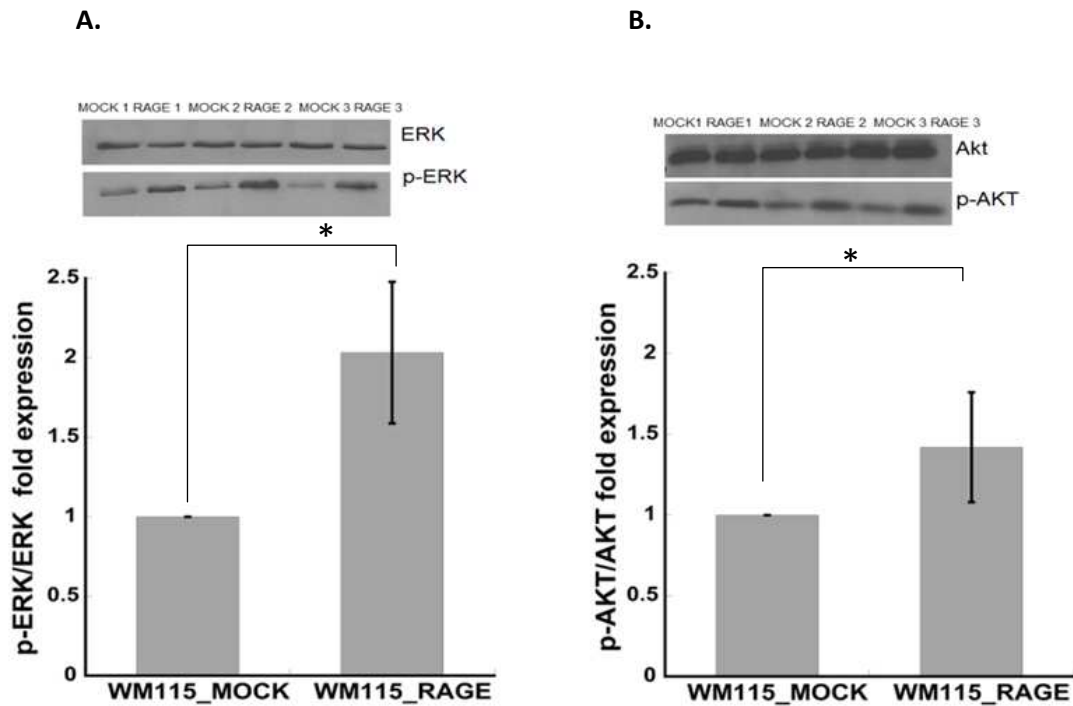 A.
MOCK 1 RAGE 1 MOCK 2 RAGE 2 MOCK 3 RAGE 3
ERK
p-ERK
*
2.5
2
1.5
1
0.5
0
p-ERK/ERK fold expression
WM115_MOCK WM115_RAGE
B.
MOCK1 RAGE1 MOCK 2 RAGE 2 MOCK 3 RAGE 3
Akt
p-AKT
*
2.5
2
1.5
1
0.5
0
p-AKT/AKT fold expression
WM115_MOCK WM115_RAGE